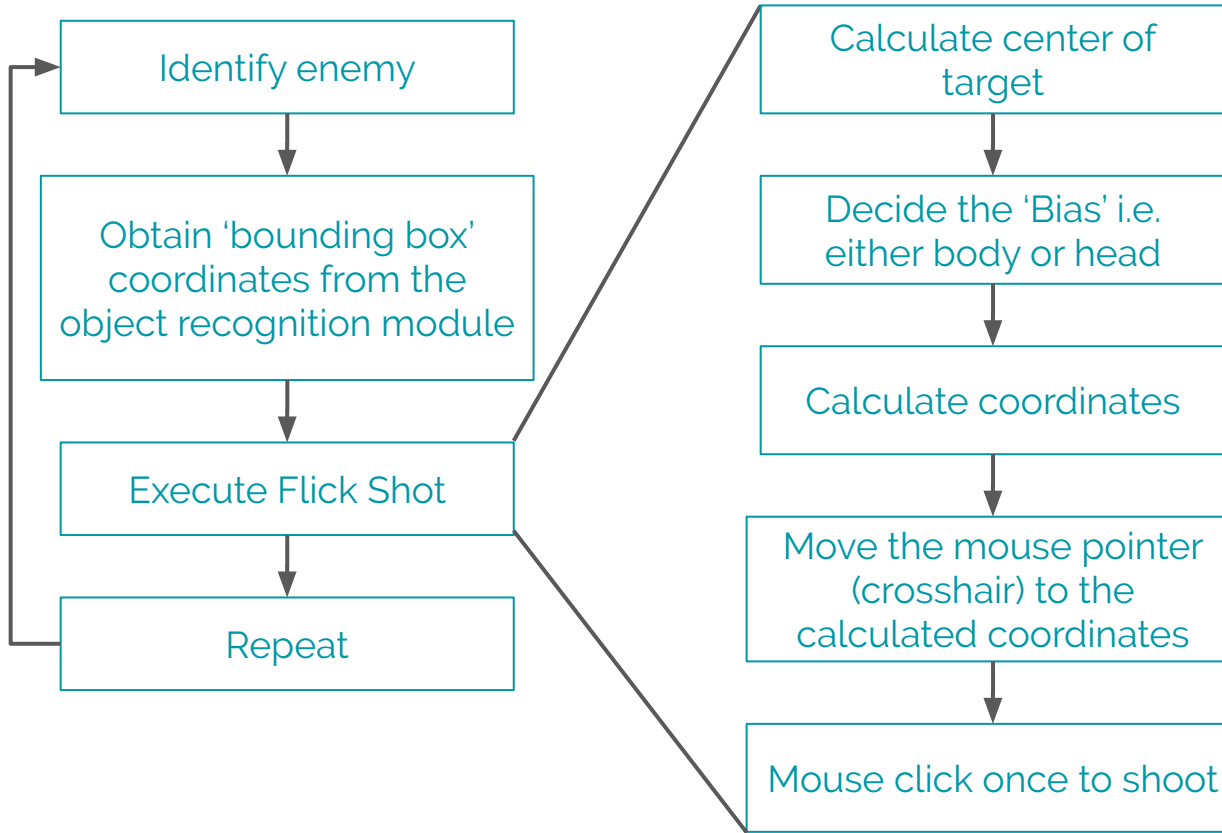 Identify enemy
Obtain ‘bounding box’
coordinates from the
object recognition module
Execute Flick Shot
Repeat
Calculate center of
target
Decide the ‘Bias’ i.e.
either body or head
Calculate coordinates
Move the mouse pointer
(crosshair) to the
calculated coordinates
Mouse click once to shoot